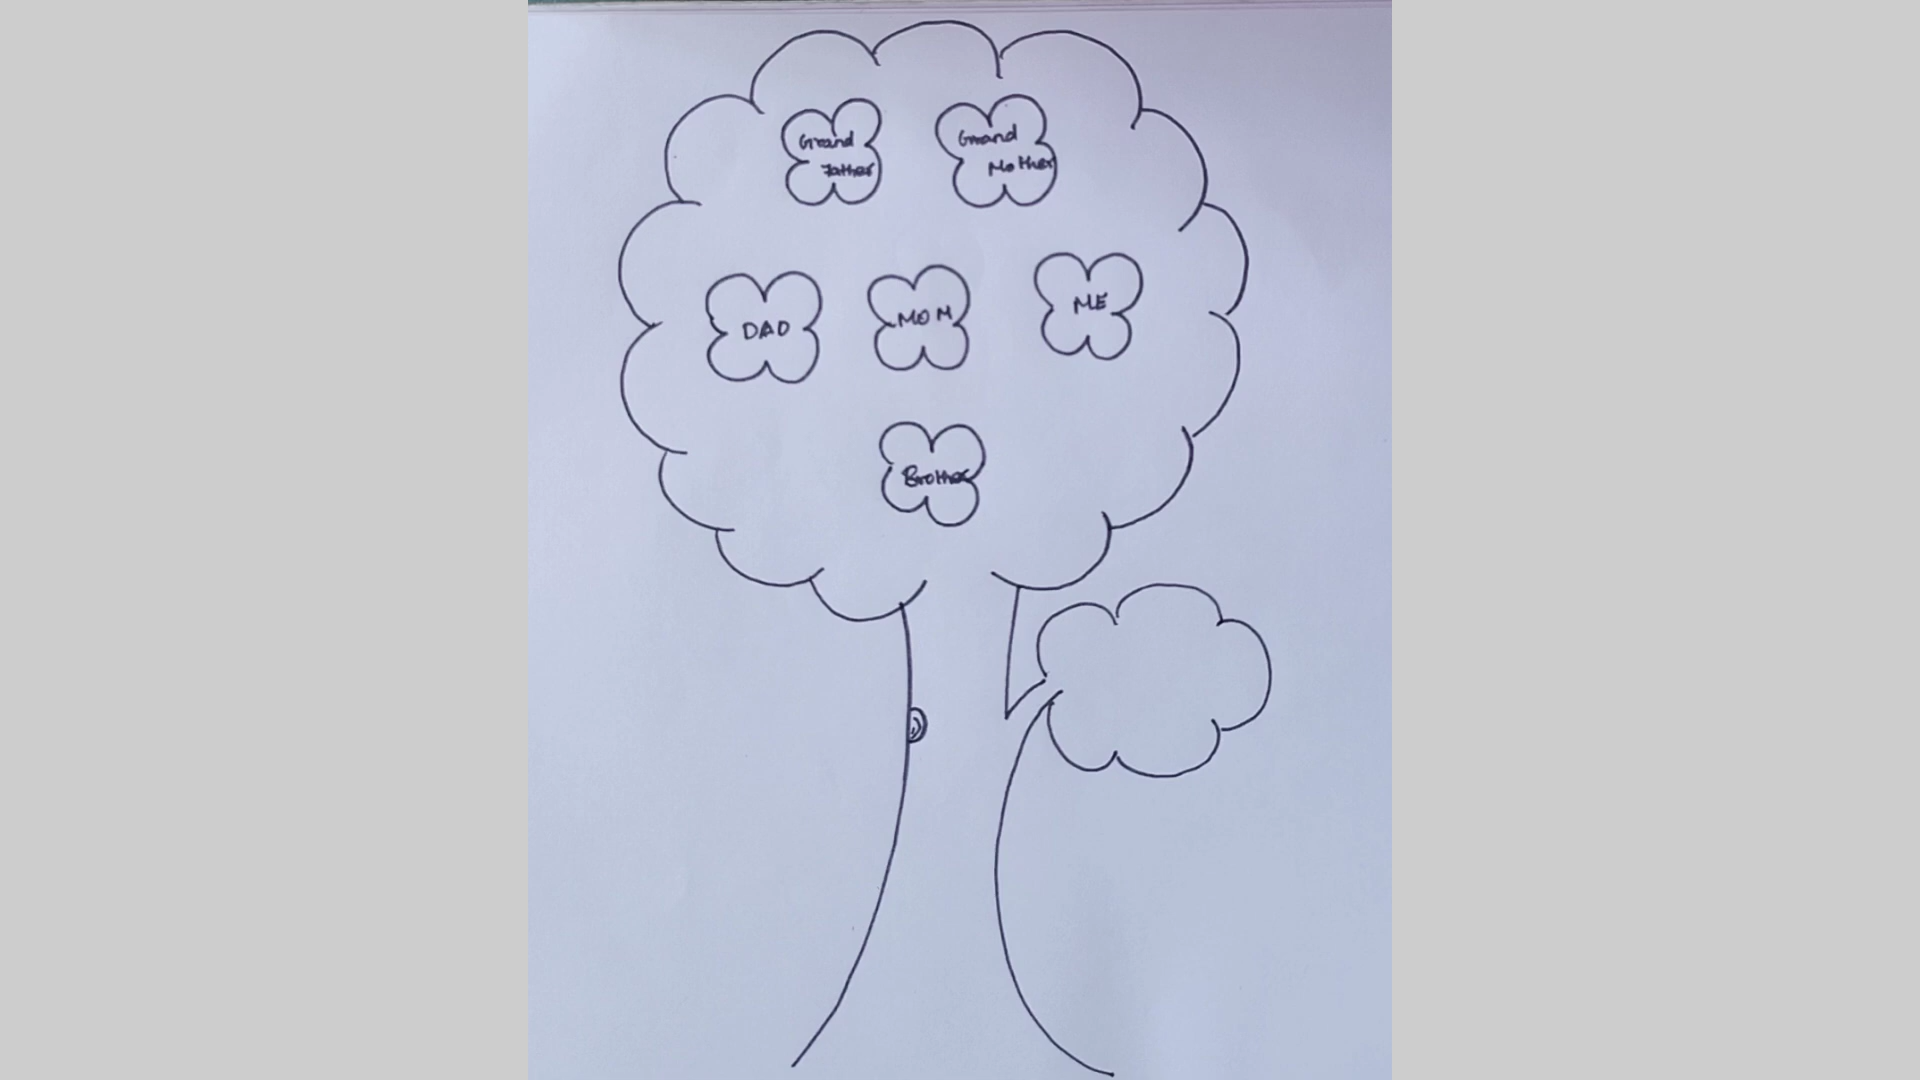 Grand
Father
Grand
Mother
DAD
MOM
ME
Brother